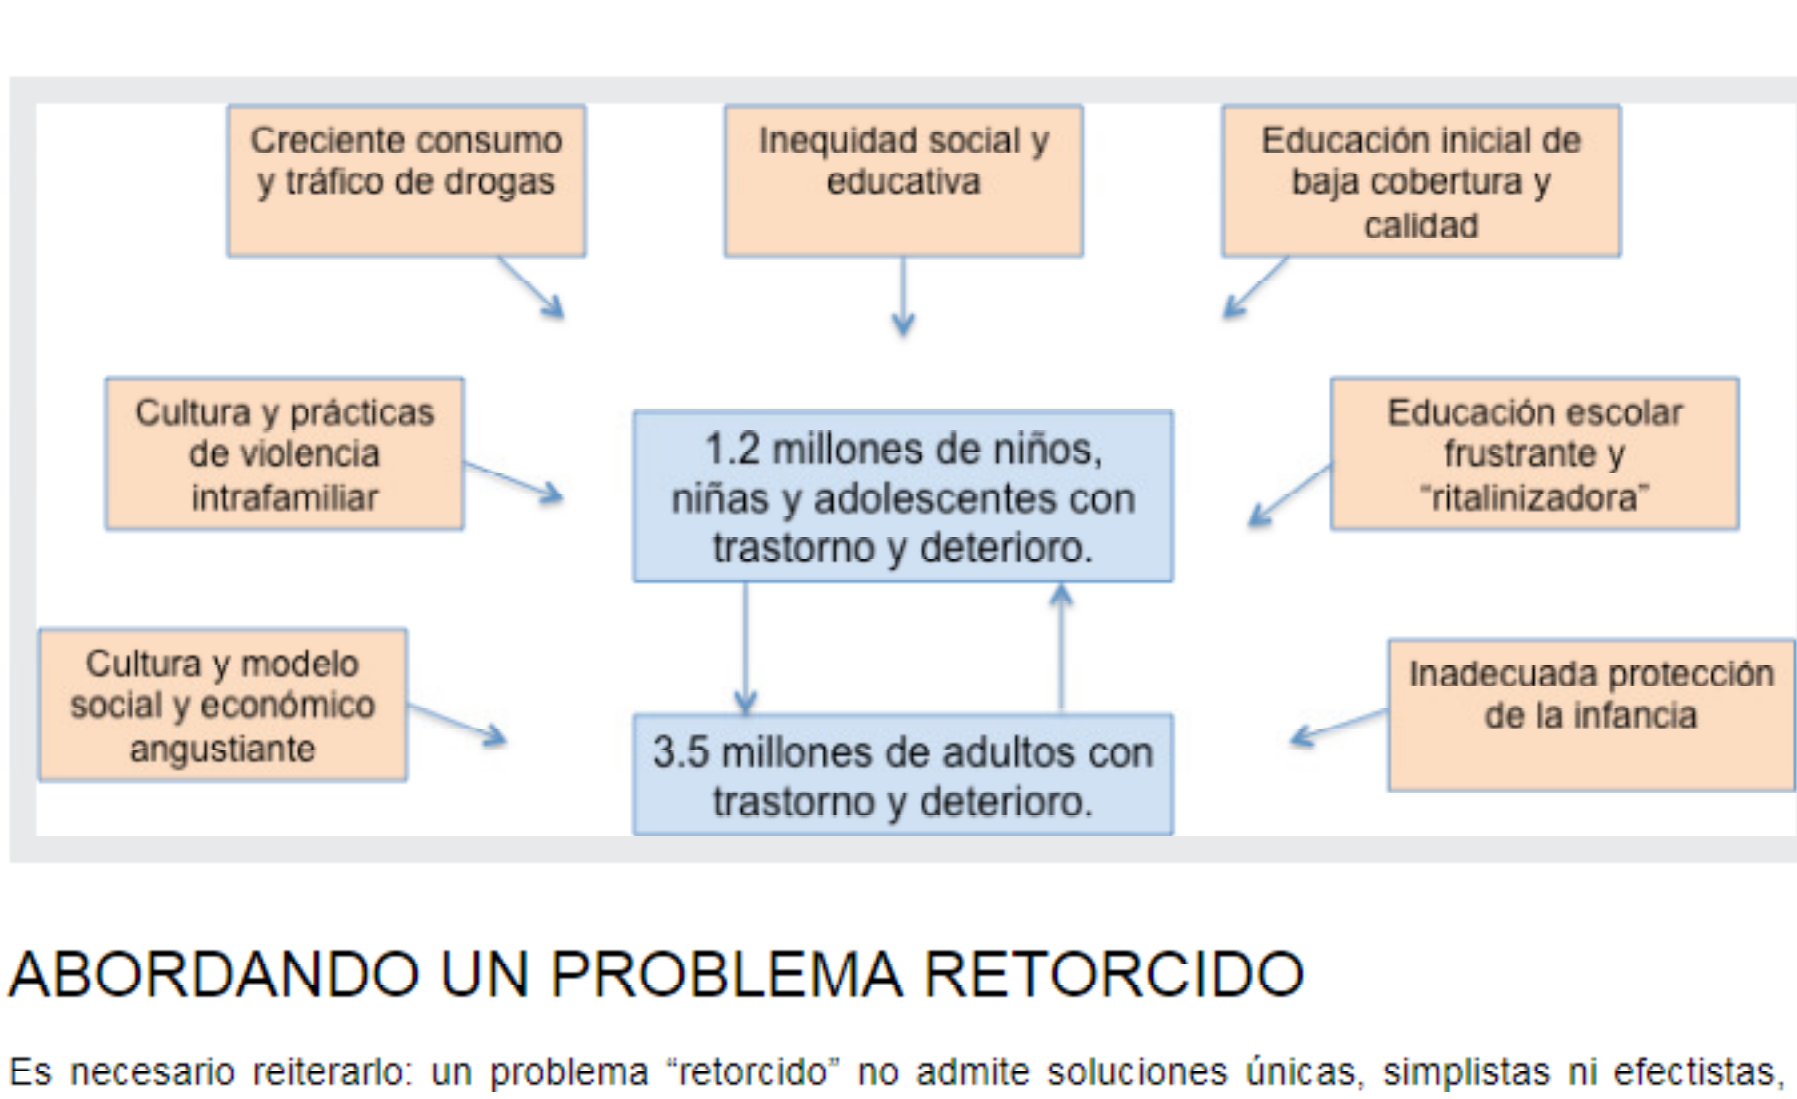 Creciente consumo
y tráfico de drogas
Inequidad social y
educativa
Educación inicial de
baja cobertura y
calidad
Cultura y prácticas
de violencia
intrafamiliar
1.2 millones de niños,
niñas y adolescentes con
trastorno y deterioro.
Educación escolar
frustrante y
“ritalinizadora”
Cultura y modelo
social y económico
angustiante
3.5 millones de adultos con
trastorno y deterioro.
Inadecuada protección
de la infancia
ABORDANDO UN PROBLEMA RETORCIDO
Es necesario reiterarlo: un problema “retorcido” no admite soluciones únicas, simplistas ni efectistas,